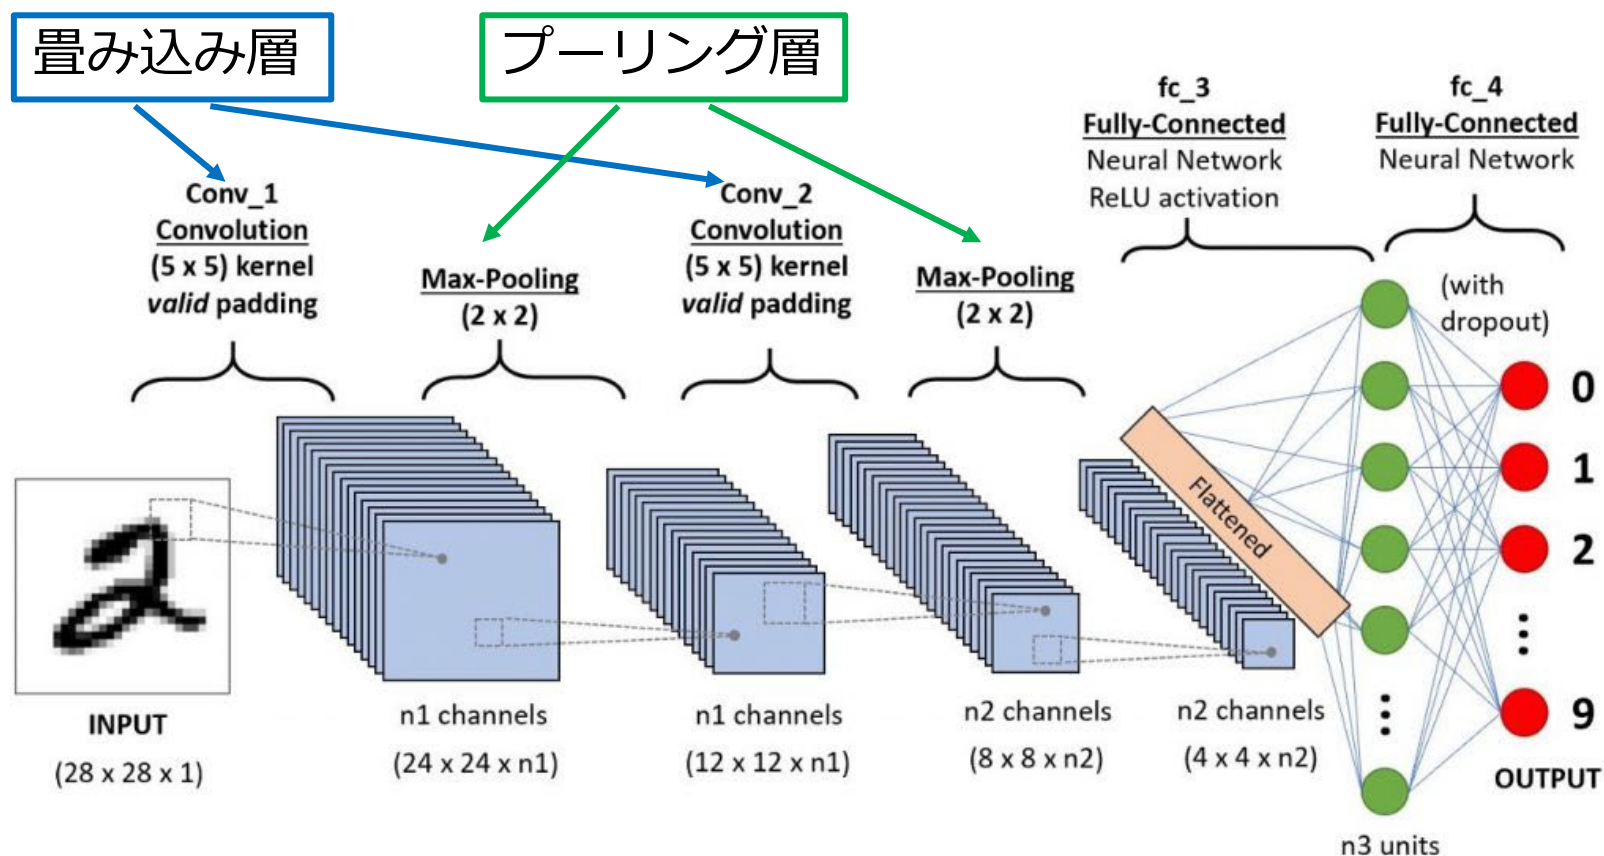 畳み込み層
プーリング層
Conv_1
Convolution
(5 x 5) kernel
valid padding
Max-Pooling
(2 x 2)
Conv_2
Convolution
(5 x 5) kernel
valid padding
Max-Pooling
(2 x 2)
fc_3
Fully-Connected
Neural Network
ReLU activation
fc_4
Fully-Connected
Neural Network
(with
dropout)
Flattened
0
1
2
9
OUTPUT
INPUT
(28 x 28 x 1)
n1 channels
(24 x 24 x n1)
n1 channels
(12 x 12 x n1)
n2 channels
(8 x 8 x n2)
n2 channels
(4 x 4 x n2)
n3 units